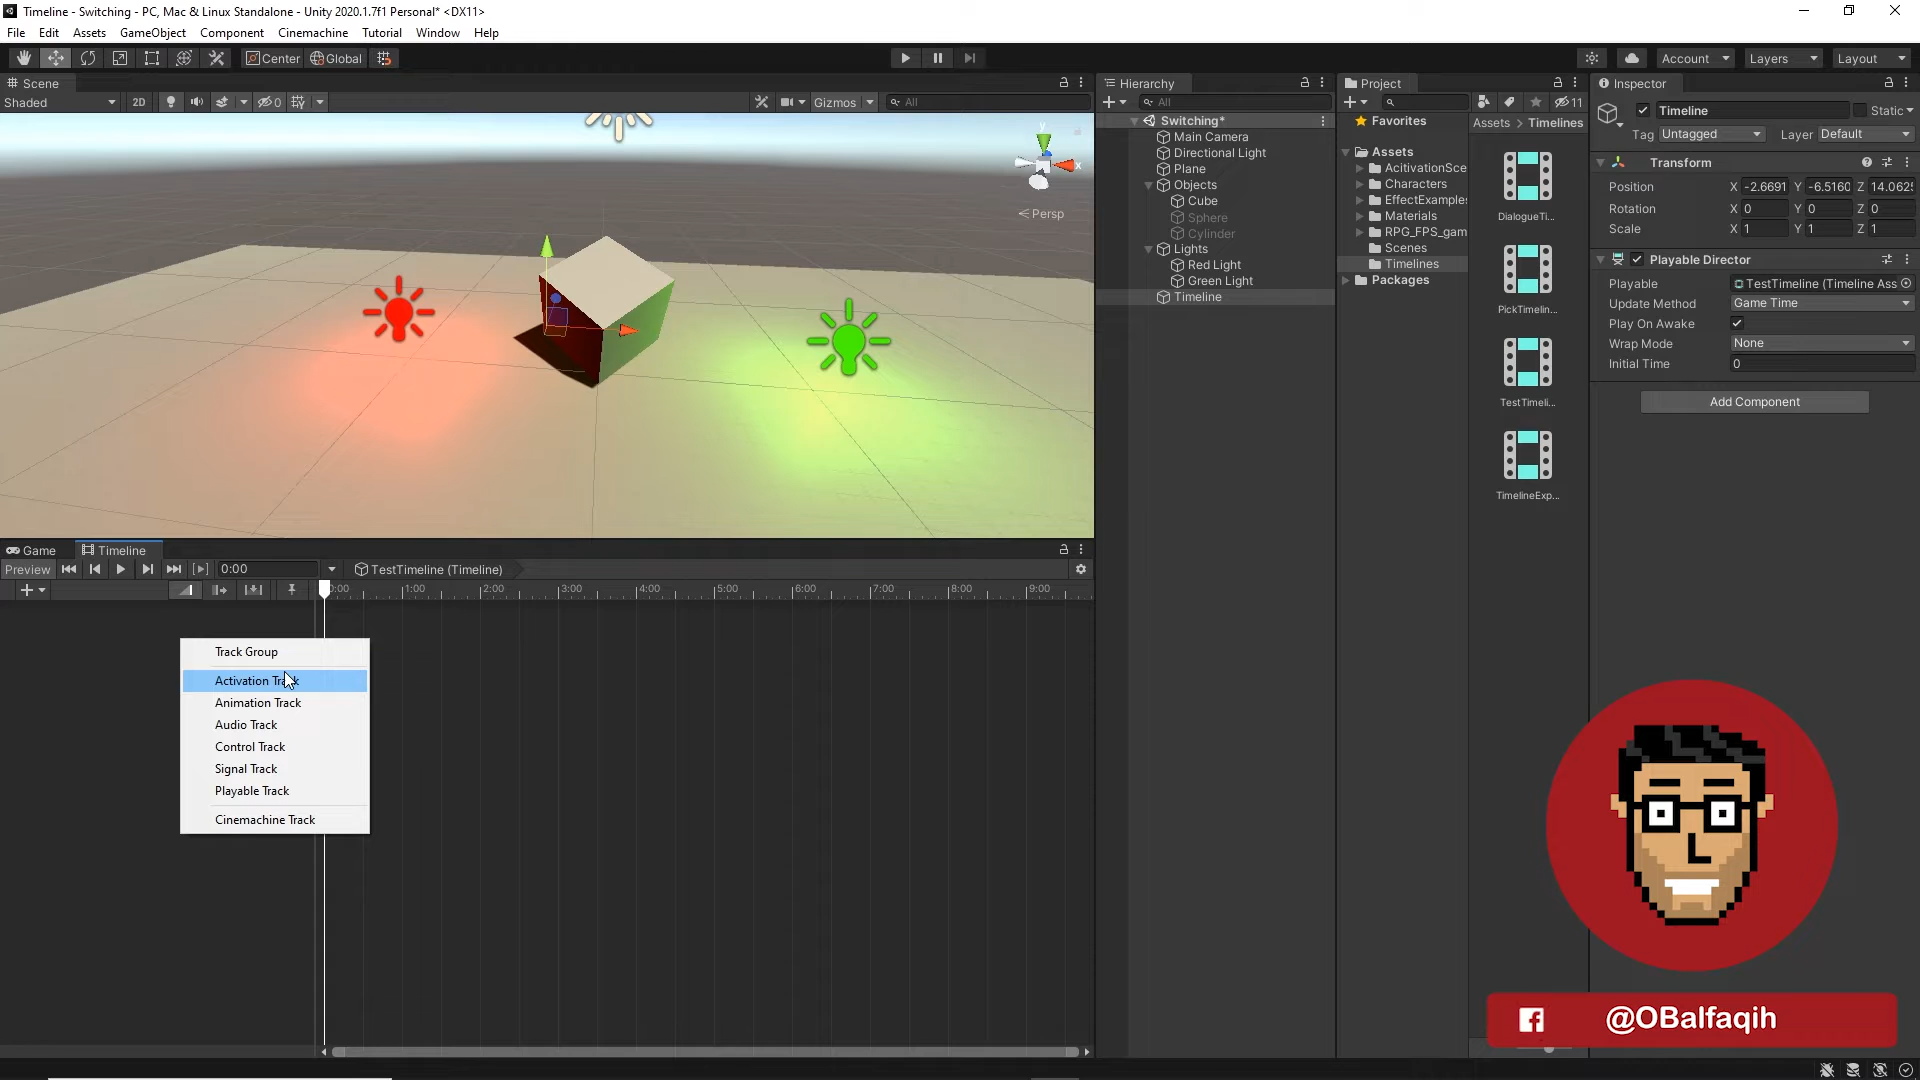 Timeline - Switching - PC, Mac & Linux Standalone - Unity 2020.1.7f1 Personal* <DX11>
File Edit Assets GameObject Component Cinemachine Tutorial Window Help
Center Global Account Layers Layout
Scene
Shaded 2D 0 Gizmos All
y
x
Persp
Hierarchy
All
Switching*
Main Camera
Directional Light
Plane
Objects
Cube
Sphere
Cylinder
Lights
Red Light
Green Light
Timeline
Project
11
Favorites
Assets
AcitivationSce
Characters
EffectExamples
Materials
RPG_FPS_gam
Scenes
Timelines
Packages
Assets > Timelines
DialogueTi...
PickTimelin...
TestTimeli...
TimelineExp...
Inspector
Timeline Static
Tag Untagged Layer Default
Transform
Position X -2.6691 Y -6.5160 Z 14.0625
Rotation X 0 Y 0 Z 0
Scale X 1 Y 1 Z 1
Playable Director
Playable TestTimeline (Timeline Ass
Update Method Game Time
Play On Awake
Wrap Mode None
Initial Time 0
Add Component
Game Timeline
Preview 0:00 TestTimeline (Timeline)
0:00 1:00 2:00 3:00 4:00 5:00 6:00 7:00 8:00 9:00
Track Group
Activation Track
Animation Track
Audio Track
Control Track
Signal Track
Playable Track
Cinemachine Track
@OBalfaqih